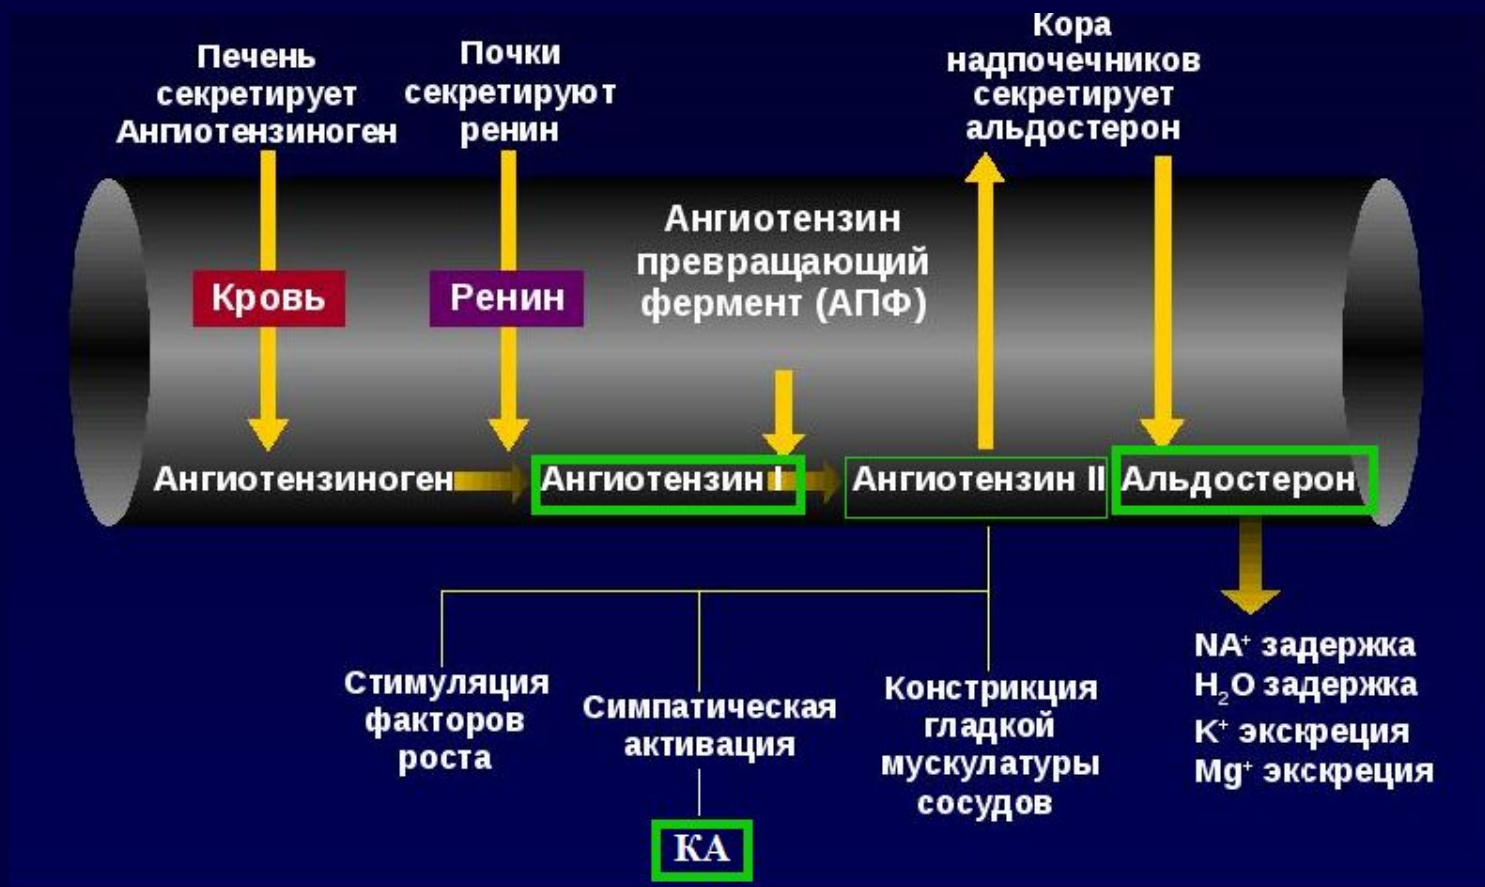 Печень
секретирует
Ангиотензиноген
Почки
секретируют
ренин
Кора
надпочечников
секретирует
альдостерон
Ангиотензин
превращающий
фермент (АПФ)
Кровь
Ренин
Ангиотензиноген
Ангиотензин I
Ангиотензин II
Альдостерон
Стимуляция
факторов
роста
Симпатическая
активация
КА
Констрикция
гладкой
мускулатуры
сосудов
NA⁺ задержка
H₂O задержка
K⁺ экскреция
Mg⁺ экскреция